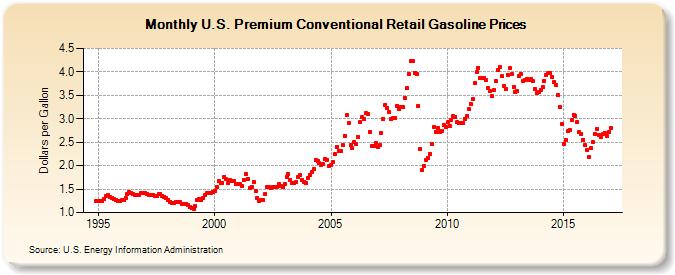 Monthly U.S. Premium Conventional Retail Gasoline Prices
Dollars per Gallon
4.5
4.0
3.5
3.0
2.5
2.0
1.5
1.0
1995 2000 2005 2010 2015
Source: U.S. Energy Information Administration